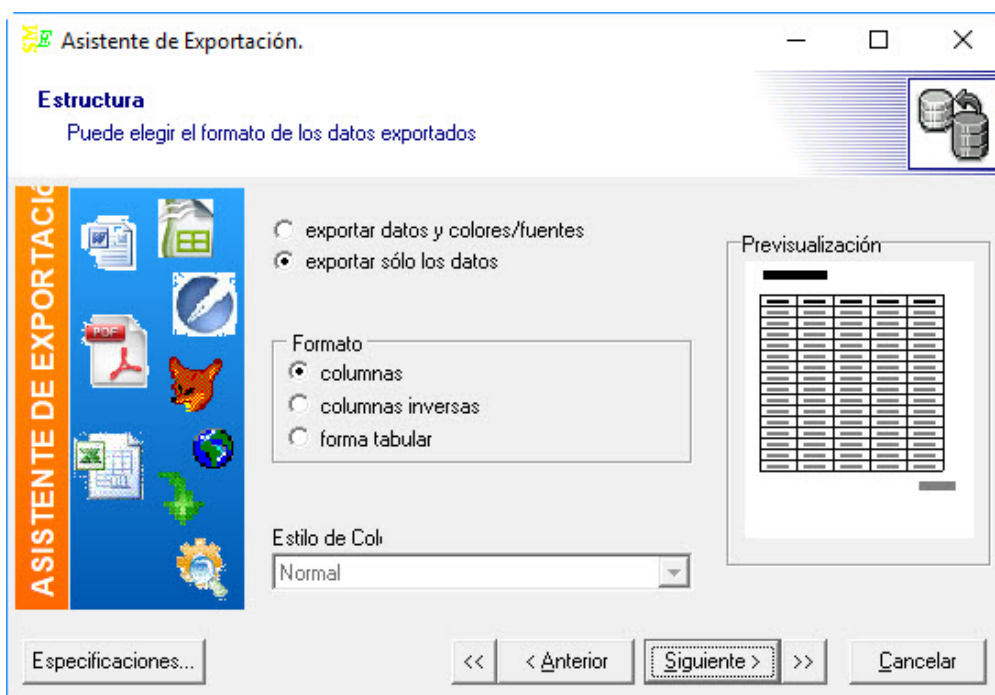 SME Asistente de Exportación.
Estructura
Puede elegir el formato de los datos exportados
ASISTENTE DE EXPORTACIÓ
PDF
exportar datos y colores/fuentes
exportar sólo los datos
Formato
columnas
columnas inversas
forma tabular
Estilo de Col
Normal
Previsualización
Especificaciones...
<<
< Anterior
Siguiente >
>>
Cancelar